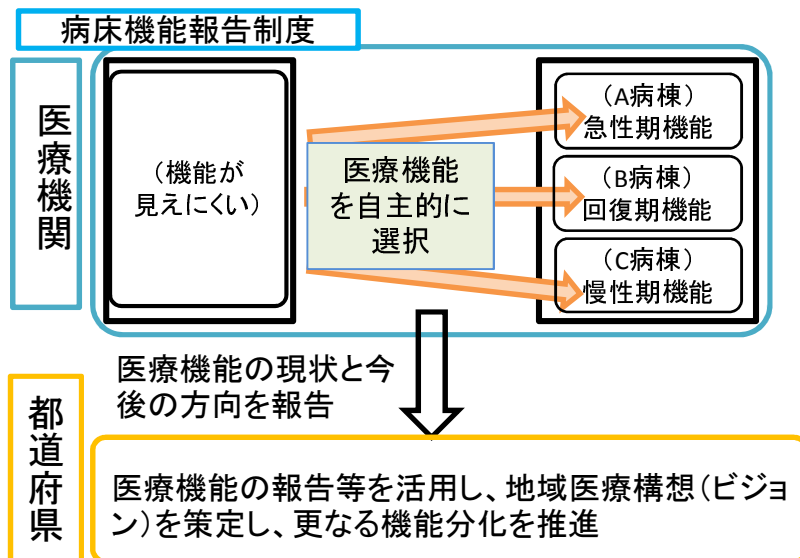 病床機能報告制度
医療機関
(機能が
見えにくい)
医療機能
を自主的に
選択
(A病棟)
急性期機能
(B病棟)
回復期機能
(C病棟)
慢性期機能
医療機能の現状と今
後の方向を報告
都道府県
医療機能の報告等を活用し、地域医療構想(ビジョ
ン)を策定し、更なる機能分化を推進